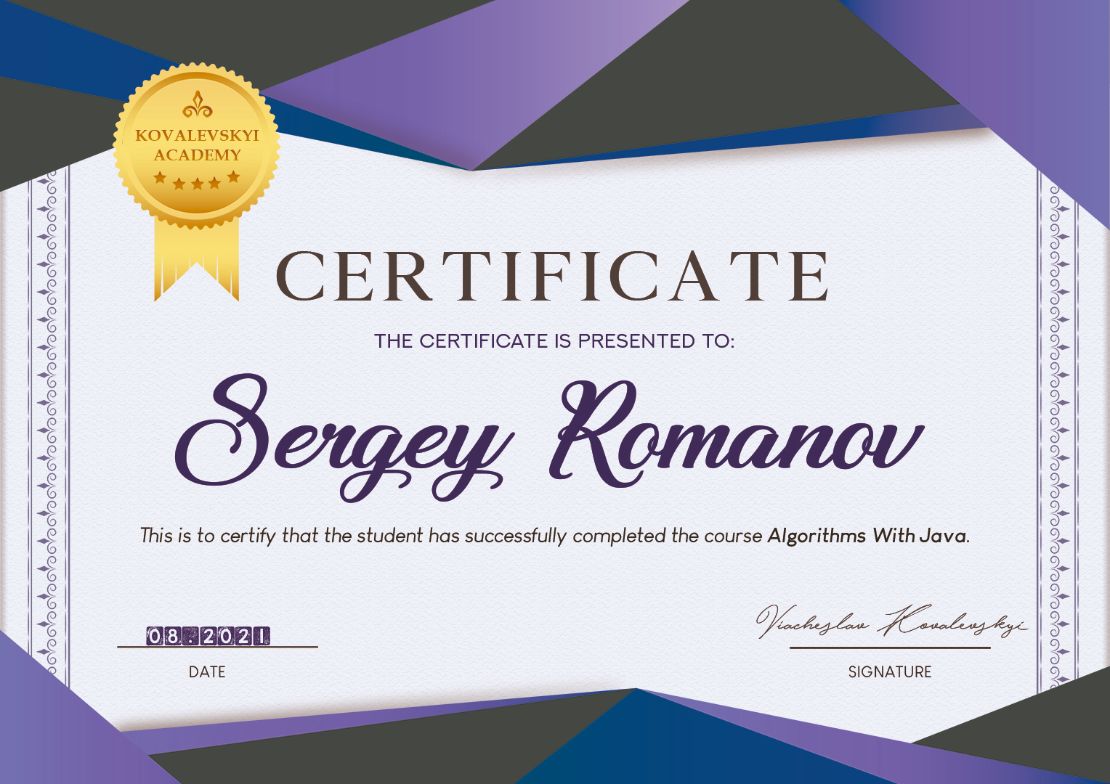 KOVALEVSKYI
ACADEMY
CERTIFICATE
THE CERTIFICATE IS PRESENTED TO:
Sergey Romanov
This is to certify that the student has successfully completed the course Algorithms With Java.
08.2021
Viacheslav Kovalevskyi
DATE
SIGNATURE